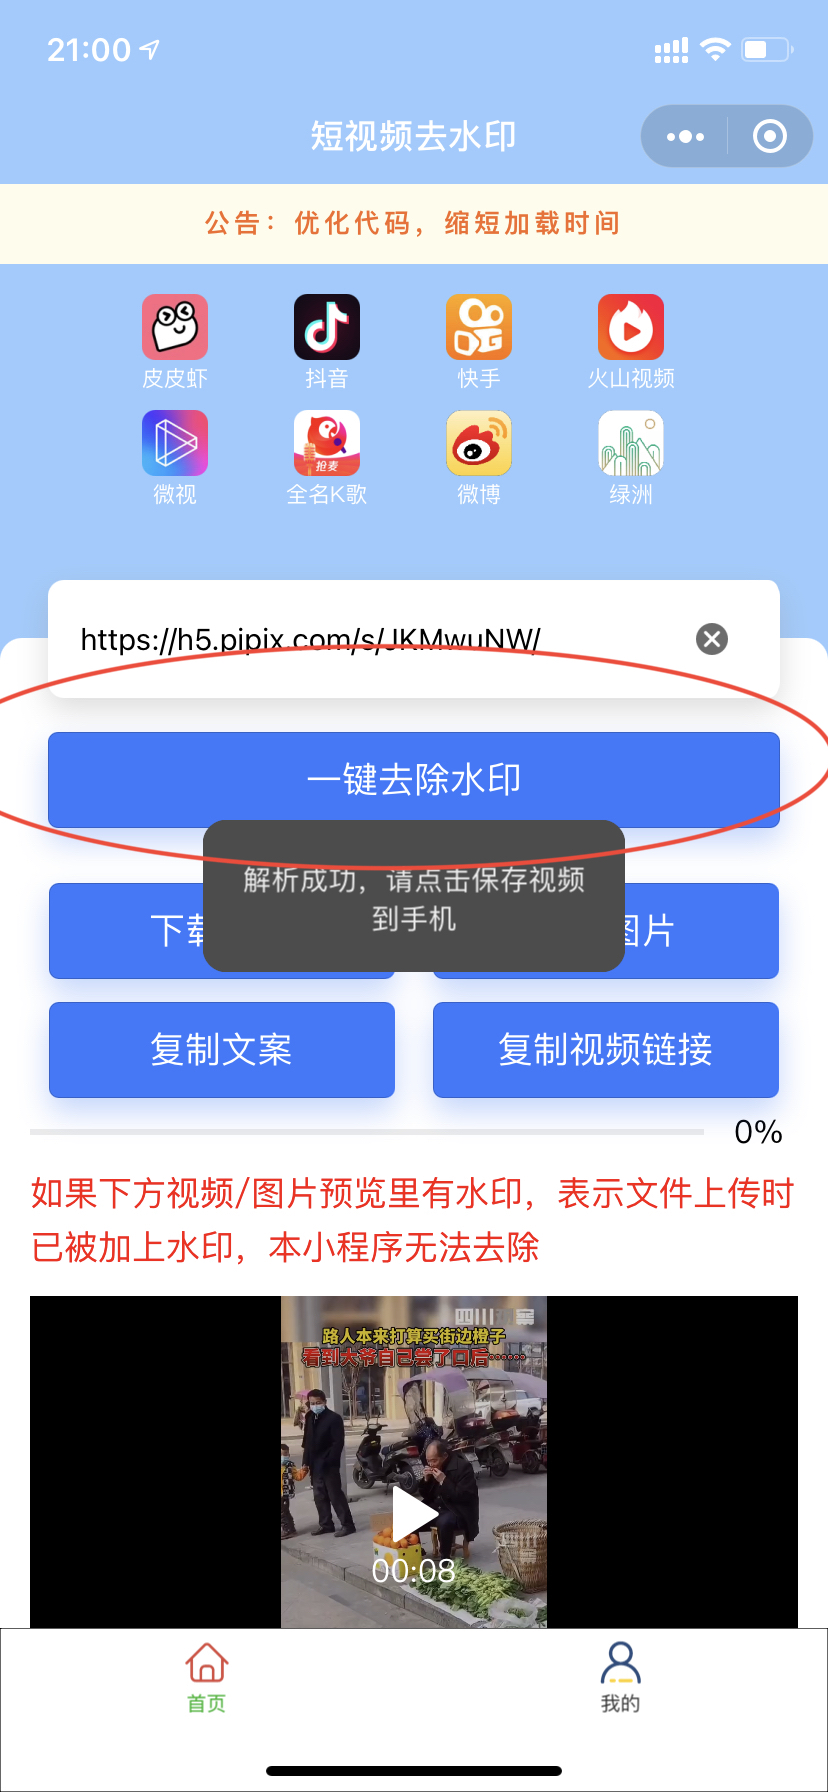 21:00
短视频去水印
公告：优化代码，缩短加载时间
皮皮虾
抖音
快手
火山视频
抢麦
微视
全名K歌
微博
绿洲
https://h5.pipix.com/s/JKMwuNW/
一键去除水印
解析成功，请点击保存视频
到手机
下载
图片
复制文案
复制视频链接
0%
如果下方视频/图片预览里有水印，表示文件上传时
已被加上水印，本小程序无法去除
四川观察
路人本来打算买街边橙子
看到大爷自己尝了口后……
00:08
首页
我的